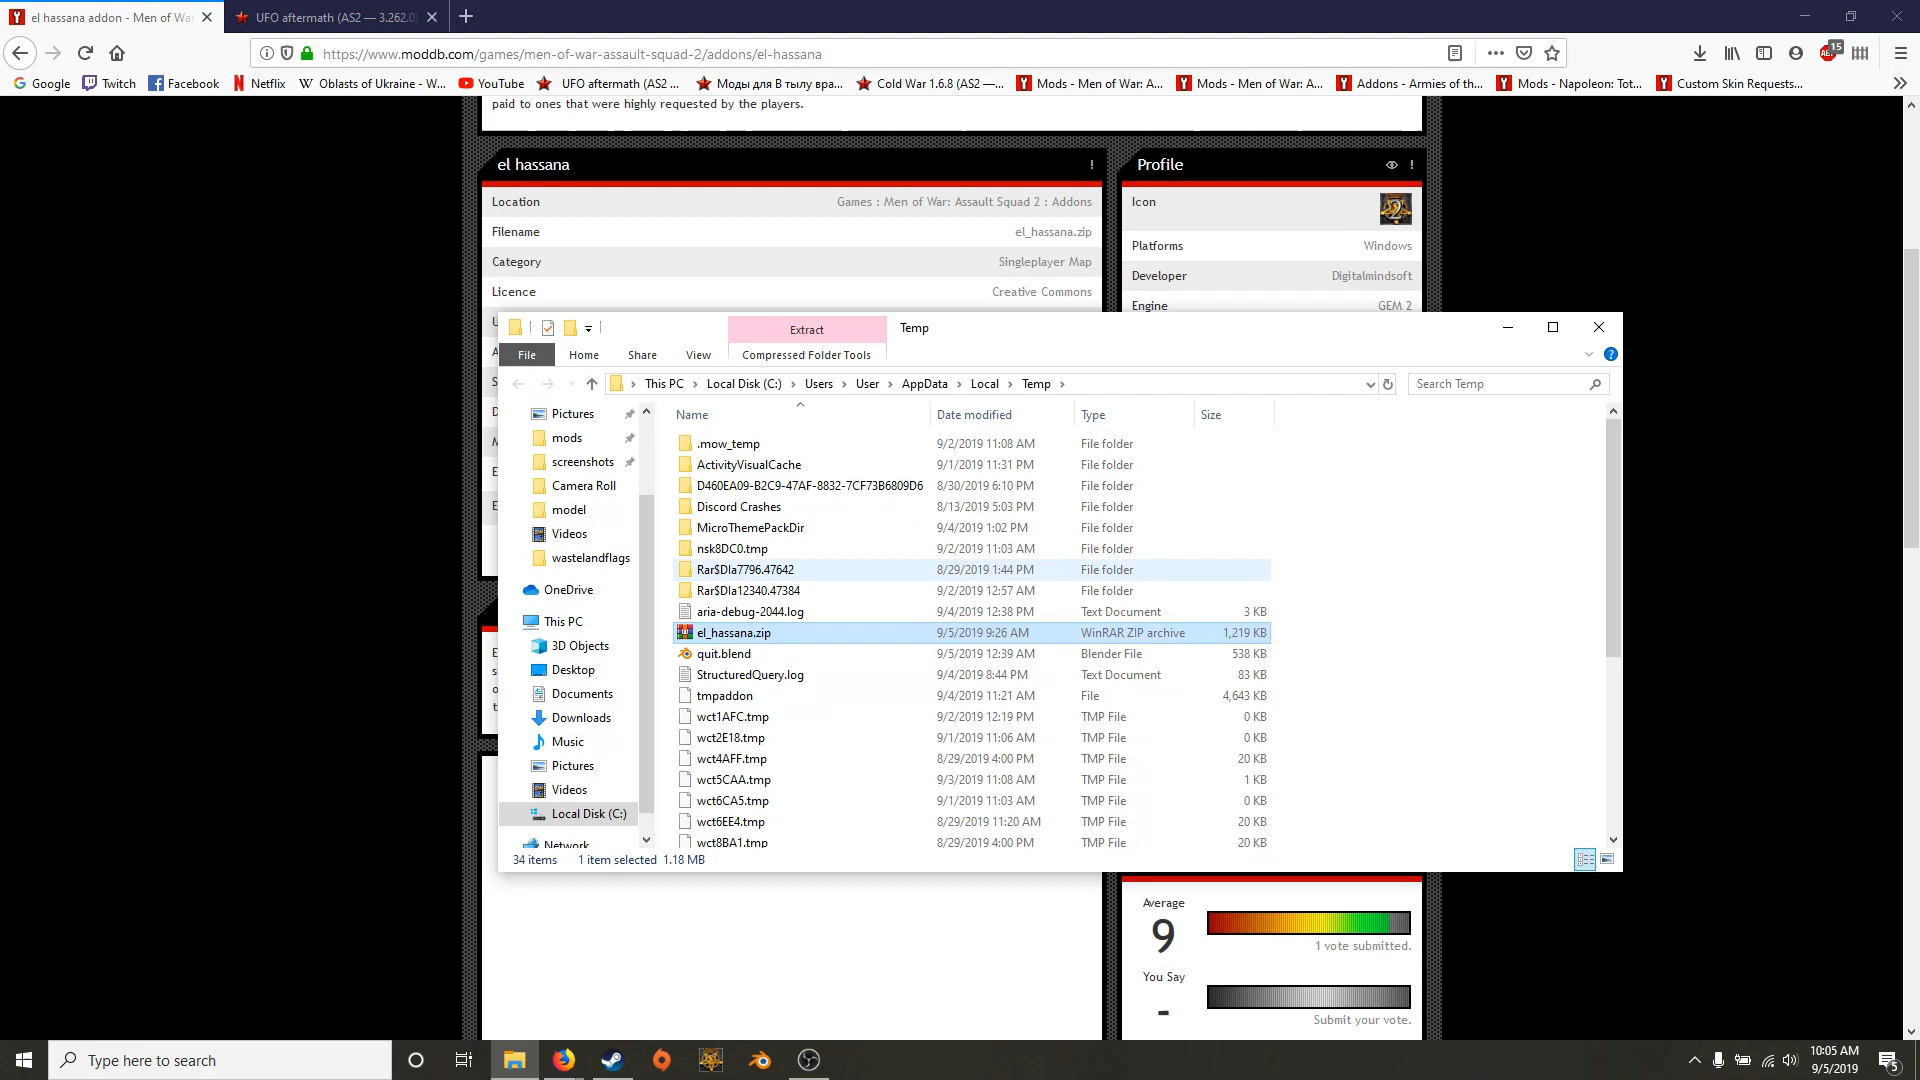 el hassana addon - Men of Wa
UFO aftermath (AS2 — 3.262.0)
https://www.moddb.com/games/men-of-war-assault-squad-2/addons/el-hassana
15
Google
Twitch
Facebook
Netflix
Oblasts of Ukraine - W...
YouTube
UFO aftermath (AS2 ...
Моды для В тылу вра...
Cold War 1.6.8 (AS2 —...
Mods - Men of War: A...
Mods - Men of War: A...
Addons - Armies of th...
Mods - Napoleon: Tot...
Custom Skin Requests...
paid to ones that were highly requested by the players.
el hassana
Location Games : Men of War: Assault Squad 2 : Addons
Filename el_hassana.zip
Category Singleplayer Map
Licence Creative Commons
Profile
Icon
Platforms Windows
Developer Digitalmindsoft
Engine GEM 2
Extract
Temp
File
Home
Share
View
Compressed Folder Tools
This PC > Local Disk (C:) > Users > User > AppData > Local > Temp >
Search Temp
Pictures
mods
screenshots
Camera Roll
model
Videos
wastelandflags
OneDrive
This PC
3D Objects
Desktop
Documents
Downloads
Music
Pictures
Videos
Local Disk (C:)
Network
Name Date modified Type Size
.mow_temp 9/2/2019 11:08 AM File folder
ActivityVisualCache 9/1/2019 11:31 PM File folder
D460EA09-B2C9-47AF-8832-7CF73B6809D6 8/30/2019 6:10 PM File folder
Discord Crashes 8/13/2019 5:03 PM File folder
MicroThemePackDir 9/4/2019 1:02 PM File folder
nsk8DC0.tmp 9/2/2019 11:03 AM File folder
Rar$DIa7796.47642 8/29/2019 1:44 PM File folder
Rar$DIa12340.47384 9/2/2019 12:57 AM File folder
aria-debug-2044.log 9/4/2019 12:38 PM Text Document 3 KB
el_hassana.zip 9/5/2019 9:26 AM WinRAR ZIP archive 1,219 KB
quit.blend 9/5/2019 12:39 AM Blender File 538 KB
StructuredQuery.log 9/4/2019 8:44 PM Text Document 83 KB
tmpaddon 9/4/2019 11:21 AM File 4,643 KB
wct1AFC.tmp 9/2/2019 12:19 PM TMP File 0 KB
wct2E18.tmp 9/1/2019 11:06 AM TMP File 0 KB
wct4AFF.tmp 8/29/2019 4:00 PM TMP File 20 KB
wct5CAA.tmp 9/3/2019 11:08 AM TMP File 1 KB
wct6CA5.tmp 9/1/2019 11:03 AM TMP File 0 KB
wct6EE4.tmp 8/29/2019 11:20 AM TMP File 20 KB
wct8BA1.tmp 8/29/2019 4:00 PM TMP File 20 KB
34 items 1 item selected 1.18 MB
Average
9
1 vote submitted.
You Say
-
Submit your vote.
Type here to search
10:05 AM
9/5/2019
5